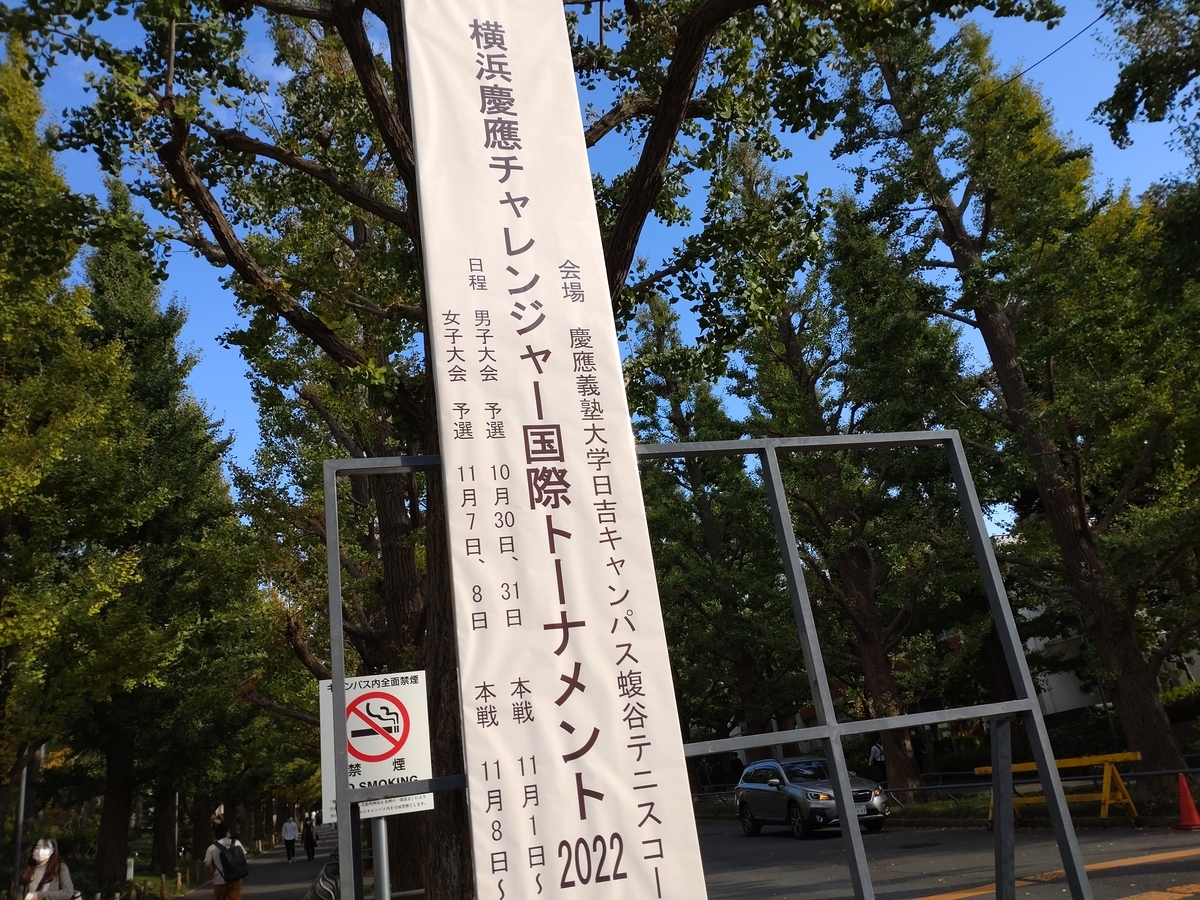 会場 慶應義塾大学日吉キャンパス蝮谷テニスコー
横浜慶應チャレンジャー国際トーナメント2022
日程 男子大会 予選 10月30日、31日 本戦 11月1日～
女子大会 予選 11月7日、8日 本戦 11月8日～
キャンパス内全面禁煙
禁煙
SMOKING